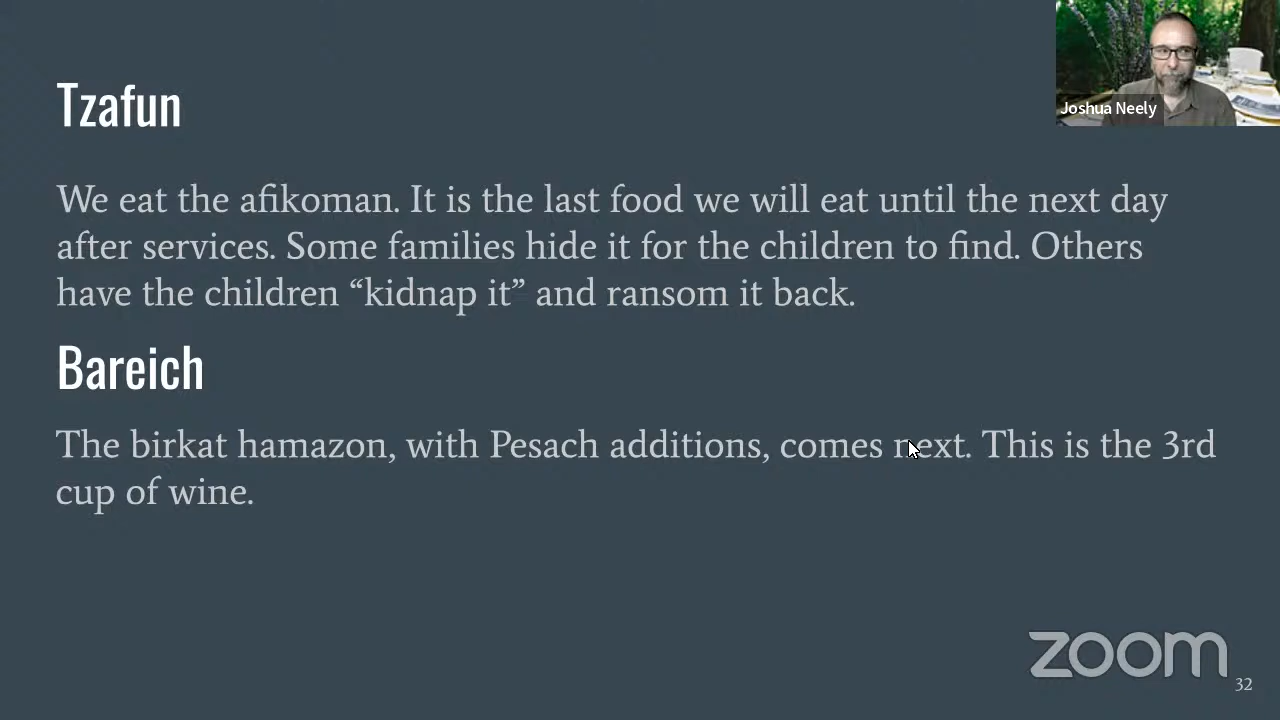 Joshua Neely
Tzafun
We eat the afikoman. It is the last food we will eat until the next day
after services. Some families hide it for the children to find. Others
have the children “kidnap it” and ransom it back.
Bareich
The birkat hamazon, with Pesach additions, comes next. This is the 3rd
cup of wine.
zoom
32